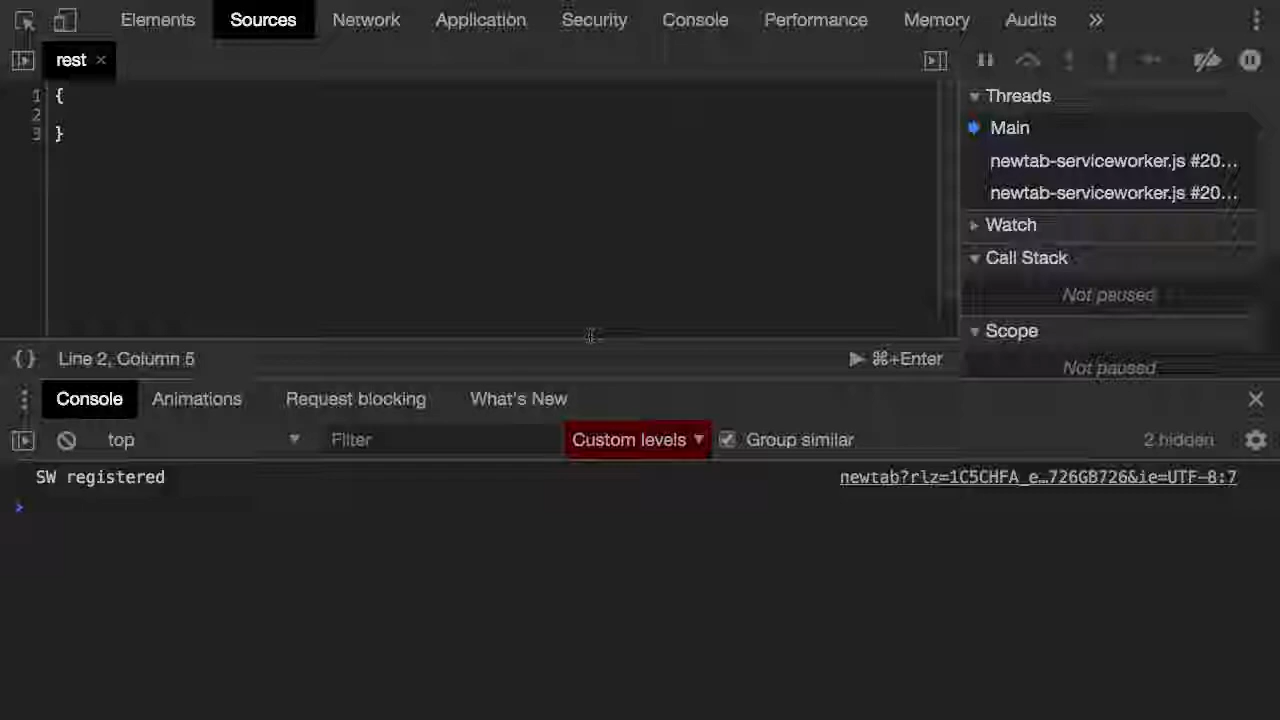 Elements Sources Network Application Security Console Performance Memory Audits »
rest ×
1 {
2
3 }
Threads
Main
newtab-serviceworker.js #20…
newtab-serviceworker.js #20…
Watch
Call Stack
Not paused
Scope
Not paused
{} Line 2, Column 5 ▶ ⌘+Enter
Console Animations Request blocking What's New
top ▼ Filter Custom levels ▼ Group similar 2 hidden
SW registered newtab?rlz=1C5CHFA_e…726GB726&ie=UTF-8:7
>